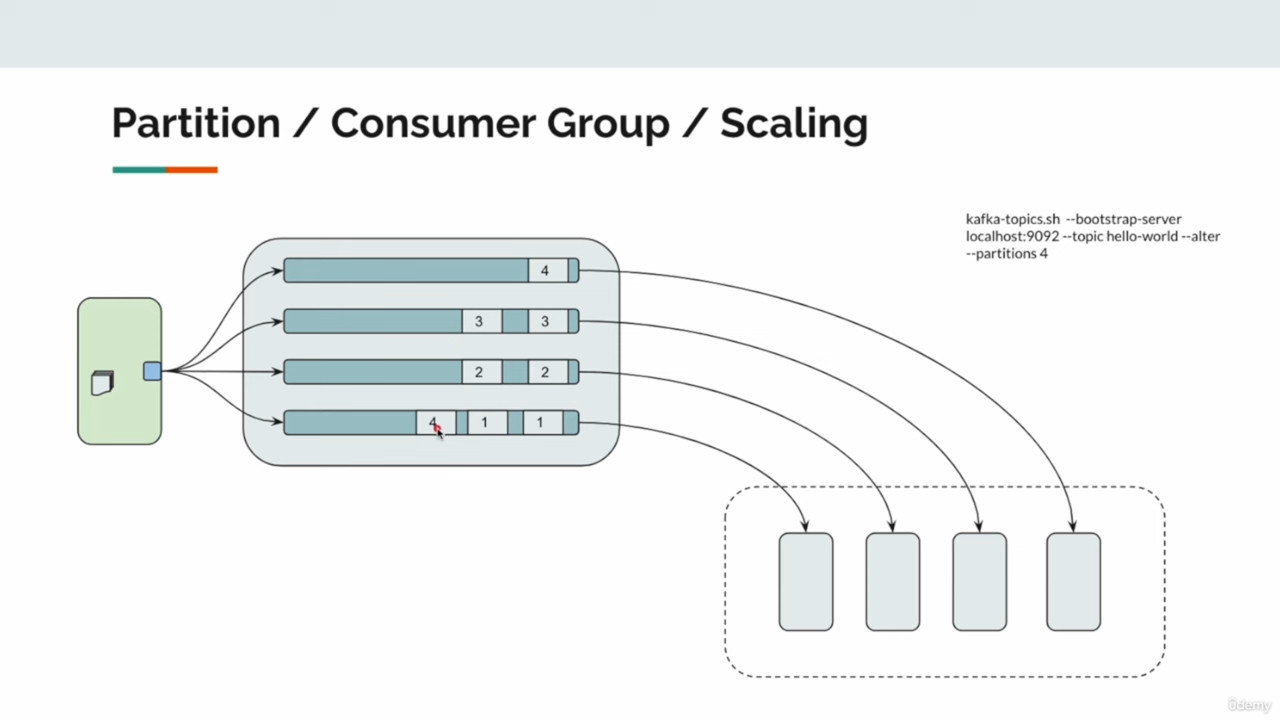 Partition / Consumer Group / Scaling
kafka-topics.sh --bootstrap-server
localhost:9092 --topic hello-world --alter
--partitions 4
4
3 3
2 2
4 1 1
ûdemy